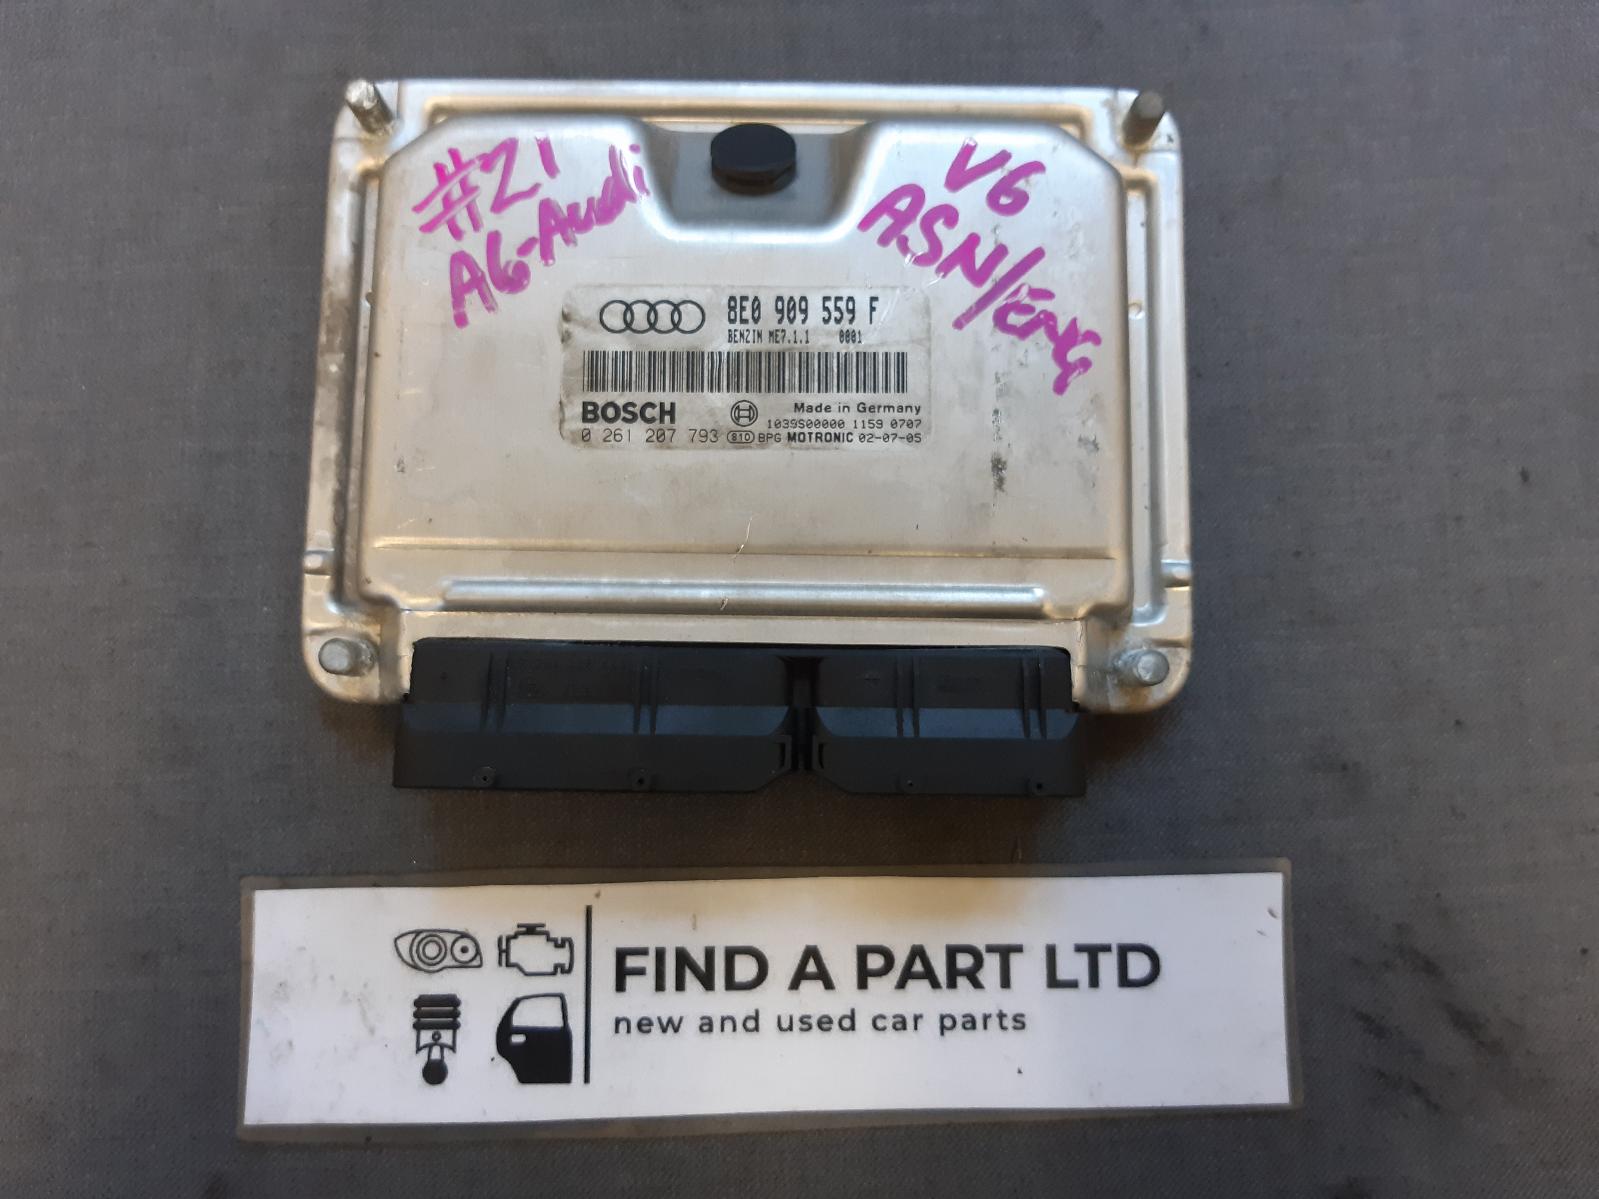 #21
A6-Audi
V6
ASN/ENG
8E0 909 559 F
BENZIN ME7.1.1 0001
BOSCH
Made in Germany
1039S00000 1159 0707
0 261 207 793 810 BPG MOTRONIC 02-07-05
FIND A PART LTD
new and used car parts